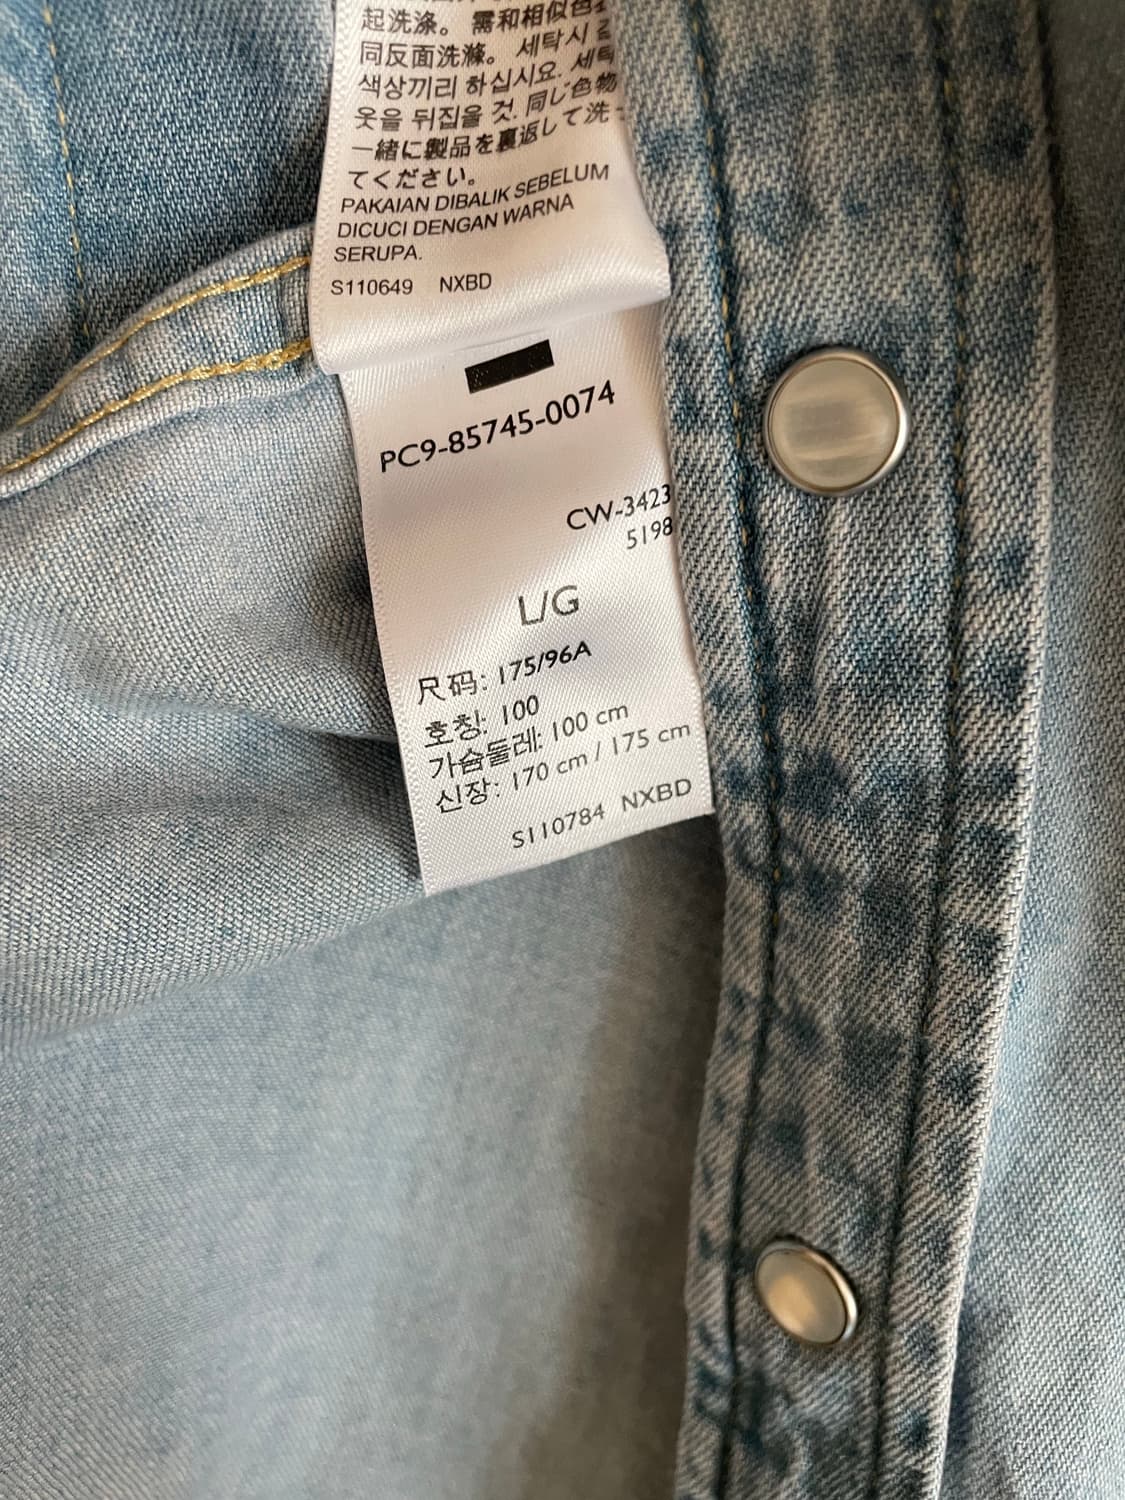 起洗涤。需和相似色
同反面洗滌。세탁시
색상끼리 하십시요. 세탁
옷을 뒤집을 것. 同じ色物
一緒に製品を裏返して洗っ
てください。
PAKAIAN DIBALIK SEBELUM
DICUCI DENGAN WARNA
SERUPA.
S110649 NXBD
PC9-85745-0074
CW-3423
5198
L/G
尺码: 175/96A
호칭: 100
가슴둘레: 100 cm
신장: 170 cm / 175 cm
S110784 NXBD